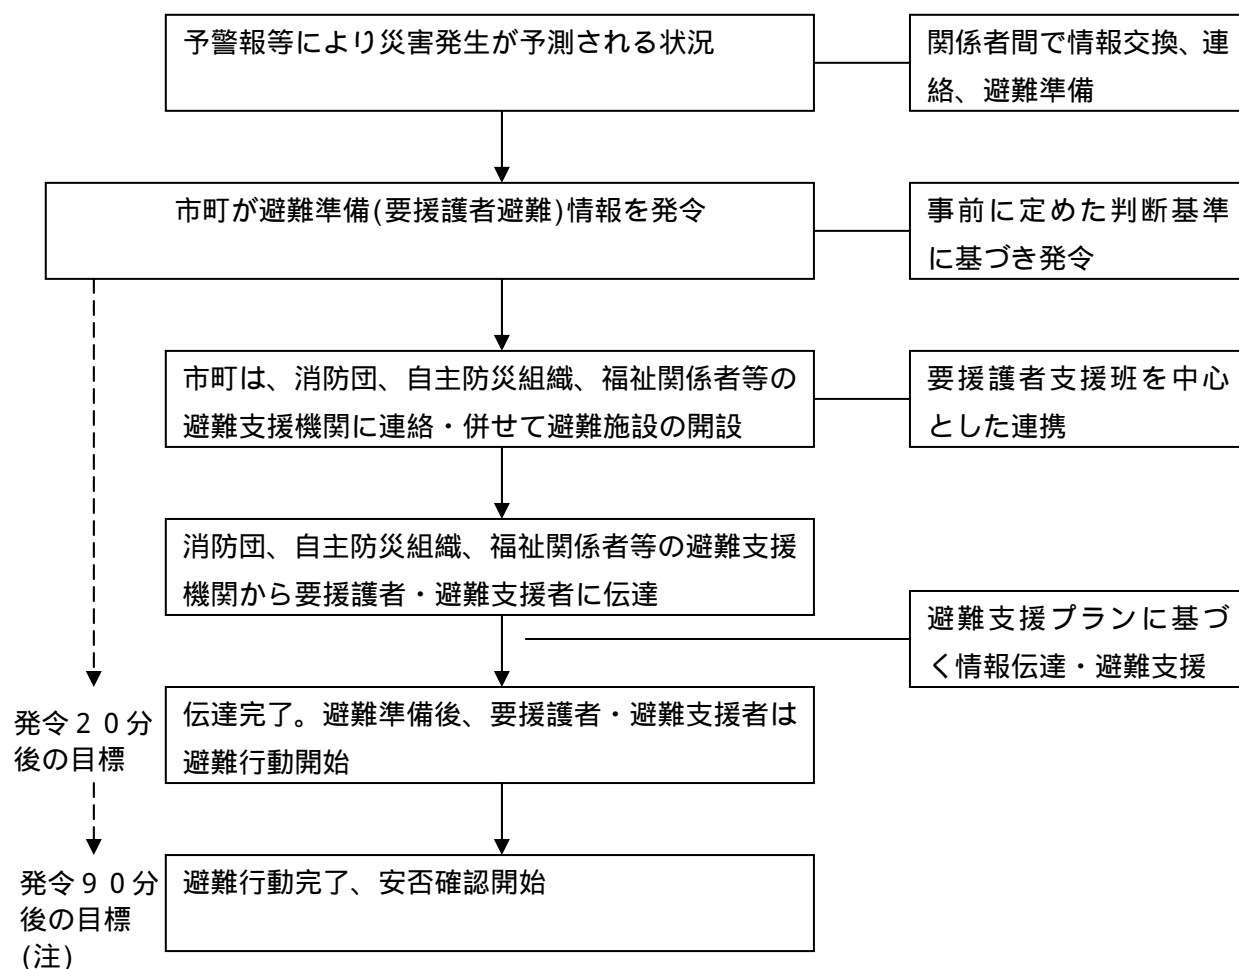 予警報等により災害発生が予測される状況
関係者間で情報交換、連
絡、避難準備
市町が避難準備(要援護者避難)情報を発令
事前に定めた判断基準
に基づき発令
市町は、消防団、自主防災組織、福祉関係者等の
避難支援機関に連絡・併せて避難施設の開設
要援護者支援班を中心
とした連携
消防団、自主防災組織、福祉関係者等の避難支援
機関から要援護者・避難支援者に伝達
避難支援プランに基づ
く情報伝達・避難支援
発令20分
後の目標
伝達完了。避難準備後、要援護者・避難支援者は
避難行動開始
発令90分
後の目標
(注)
避難行動完了、安否確認開始